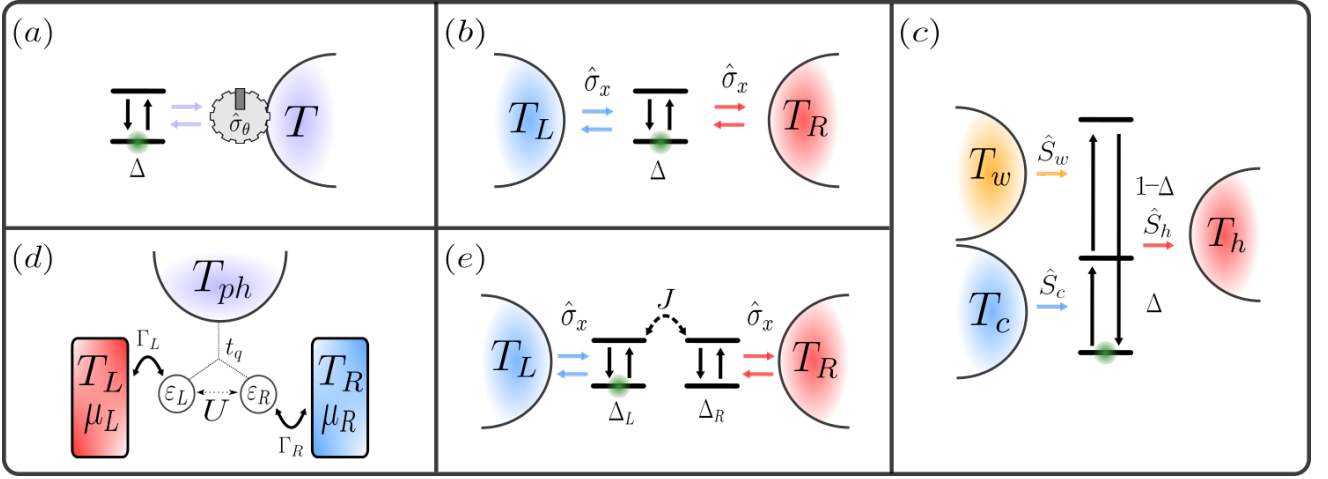 (a)
σ̂_θ
T
Δ
(b)
σ̂_x
σ̂_x
T_L
T_R
Δ
(c)
T_w
Ŝ_w
1−Δ
Ŝ_h
T_h
Ŝ_c
T_c
Δ
(d)
T_ph
Γ_L
t_q
T_L
μ_L
ε_L
U
ε_R
T_R
μ_R
Γ_R
(e)
J
σ̂_x
σ̂_x
T_L
T_R
Δ_L
Δ_R